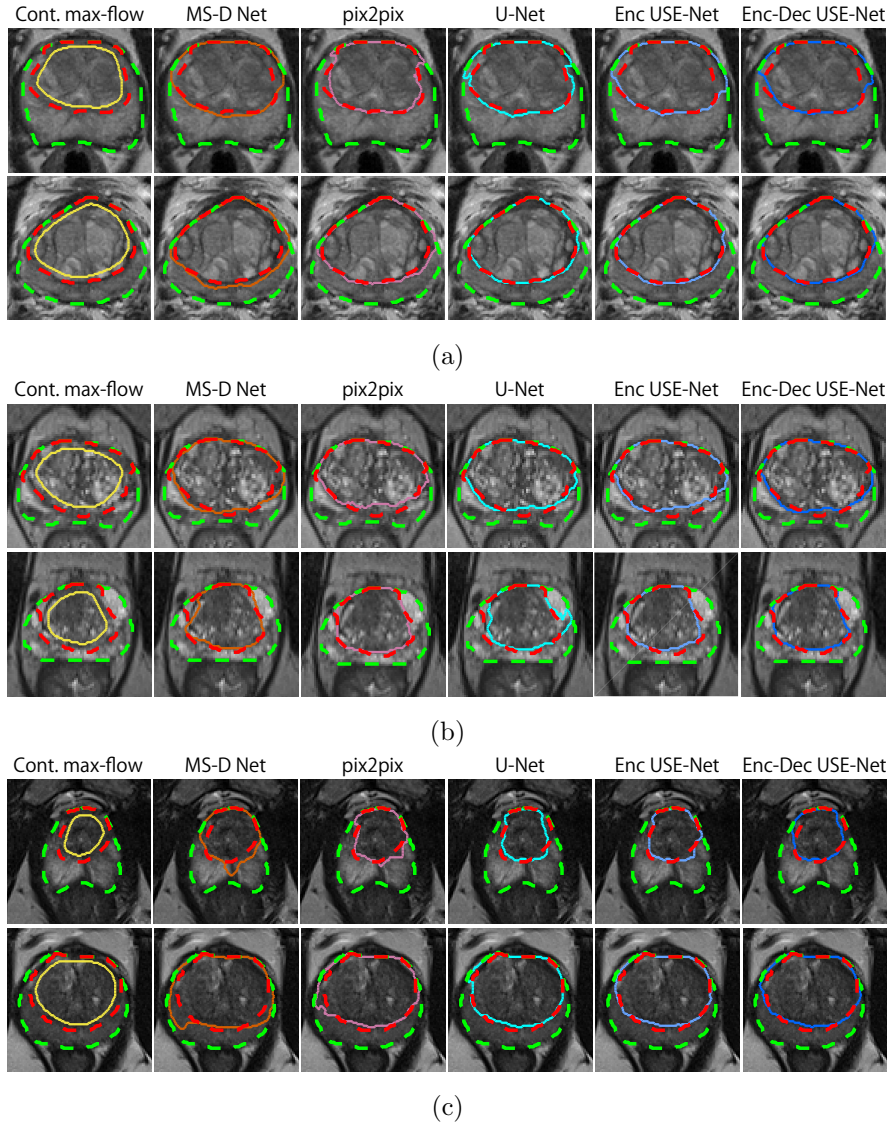 Cont. max-flow MS-D Net pix2pix U-Net Enc USE-Net Enc-Dec USE-Net
(a)
Cont. max-flow MS-D Net pix2pix U-Net Enc USE-Net Enc-Dec USE-Net
(b)
Cont. max-flow MS-D Net pix2pix U-Net Enc USE-Net Enc-Dec USE-Net
(c)